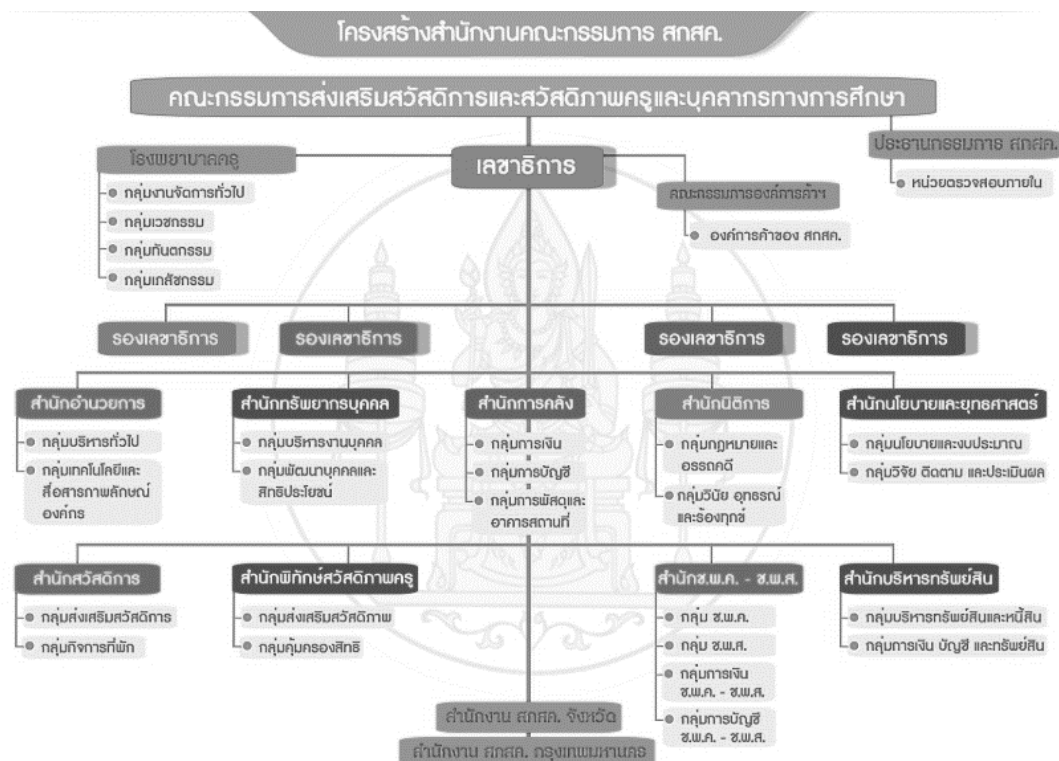 โครงสร้างสำนักงานคณะกรรมการ สกสค.
คณะกรรมการส่งเสริมสวัสดิการและสวัสดิภาพครูและบุคลากรทางการศึกษา
โรงพยาบาลครู
กลุ่มงานจัดการทั่วไป
กลุ่มเวชกรรม
กลุ่มทันตกรรม
กลุ่มเภสัชกรรม
เลขาธิการ
คณะกรรมการองค์การค้าฯ
องค์การค้าของ สกสค.
ประธานกรรมการ สกสค.
หน่วยตรวจสอบภายใน
รองเลขาธิการ
รองเลขาธิการ
รองเลขาธิการ
รองเลขาธิการ
สำนักอำนวยการ
กลุ่มบริหารทั่วไป
กลุ่มเทคโนโลยีและ
สื่อสารภาพลักษณ์
องค์กร
สำนักทรัพยากรบุคคล
กลุ่มบริหารงานบุคคล
กลุ่มพัฒนาบุคคลและ
สิทธิประโยชน์
สำนักการคลัง
กลุ่มการเงิน
กลุ่มการบัญชี
กลุ่มการพัสดุและ
อาคารสถานที่
สำนักนิติการ
กลุ่มกฎหมายและ
อรรถคดี
กลุ่มวินัย อุทธรณ์
และร้องทุกข์
สำนักนโยบายและยุทธศาสตร์
กลุ่มนโยบายและงบประมาณ
กลุ่มวิจัย ติดตาม และประเมินผล
สำนักสวัสดิการ
กลุ่มส่งเสริมสวัสดิการ
กลุ่มกิจการที่พัก
สำนักพิทักษ์สวัสดิภาพครู
กลุ่มส่งเสริมสวัสดิภาพ
กลุ่มคุ้มครองสิทธิ
สำนักช.พ.ค. - ช.พ.ส.
กลุ่ม ช.พ.ค.
กลุ่ม ช.พ.ส.
กลุ่มการเงิน
ช.พ.ค. - ช.พ.ส.
กลุ่มการบัญชี
ช.พ.ค. - ช.พ.ส.
สำนักบริหารทรัพย์สิน
กลุ่มบริหารทรัพย์สินและหนี้สิน
กลุ่มการเงิน บัญชี และทรัพย์สิน
สำนักงาน สกสค. จังหวัด
สำนักงาน สกสค. กรุงเทพมหานคร